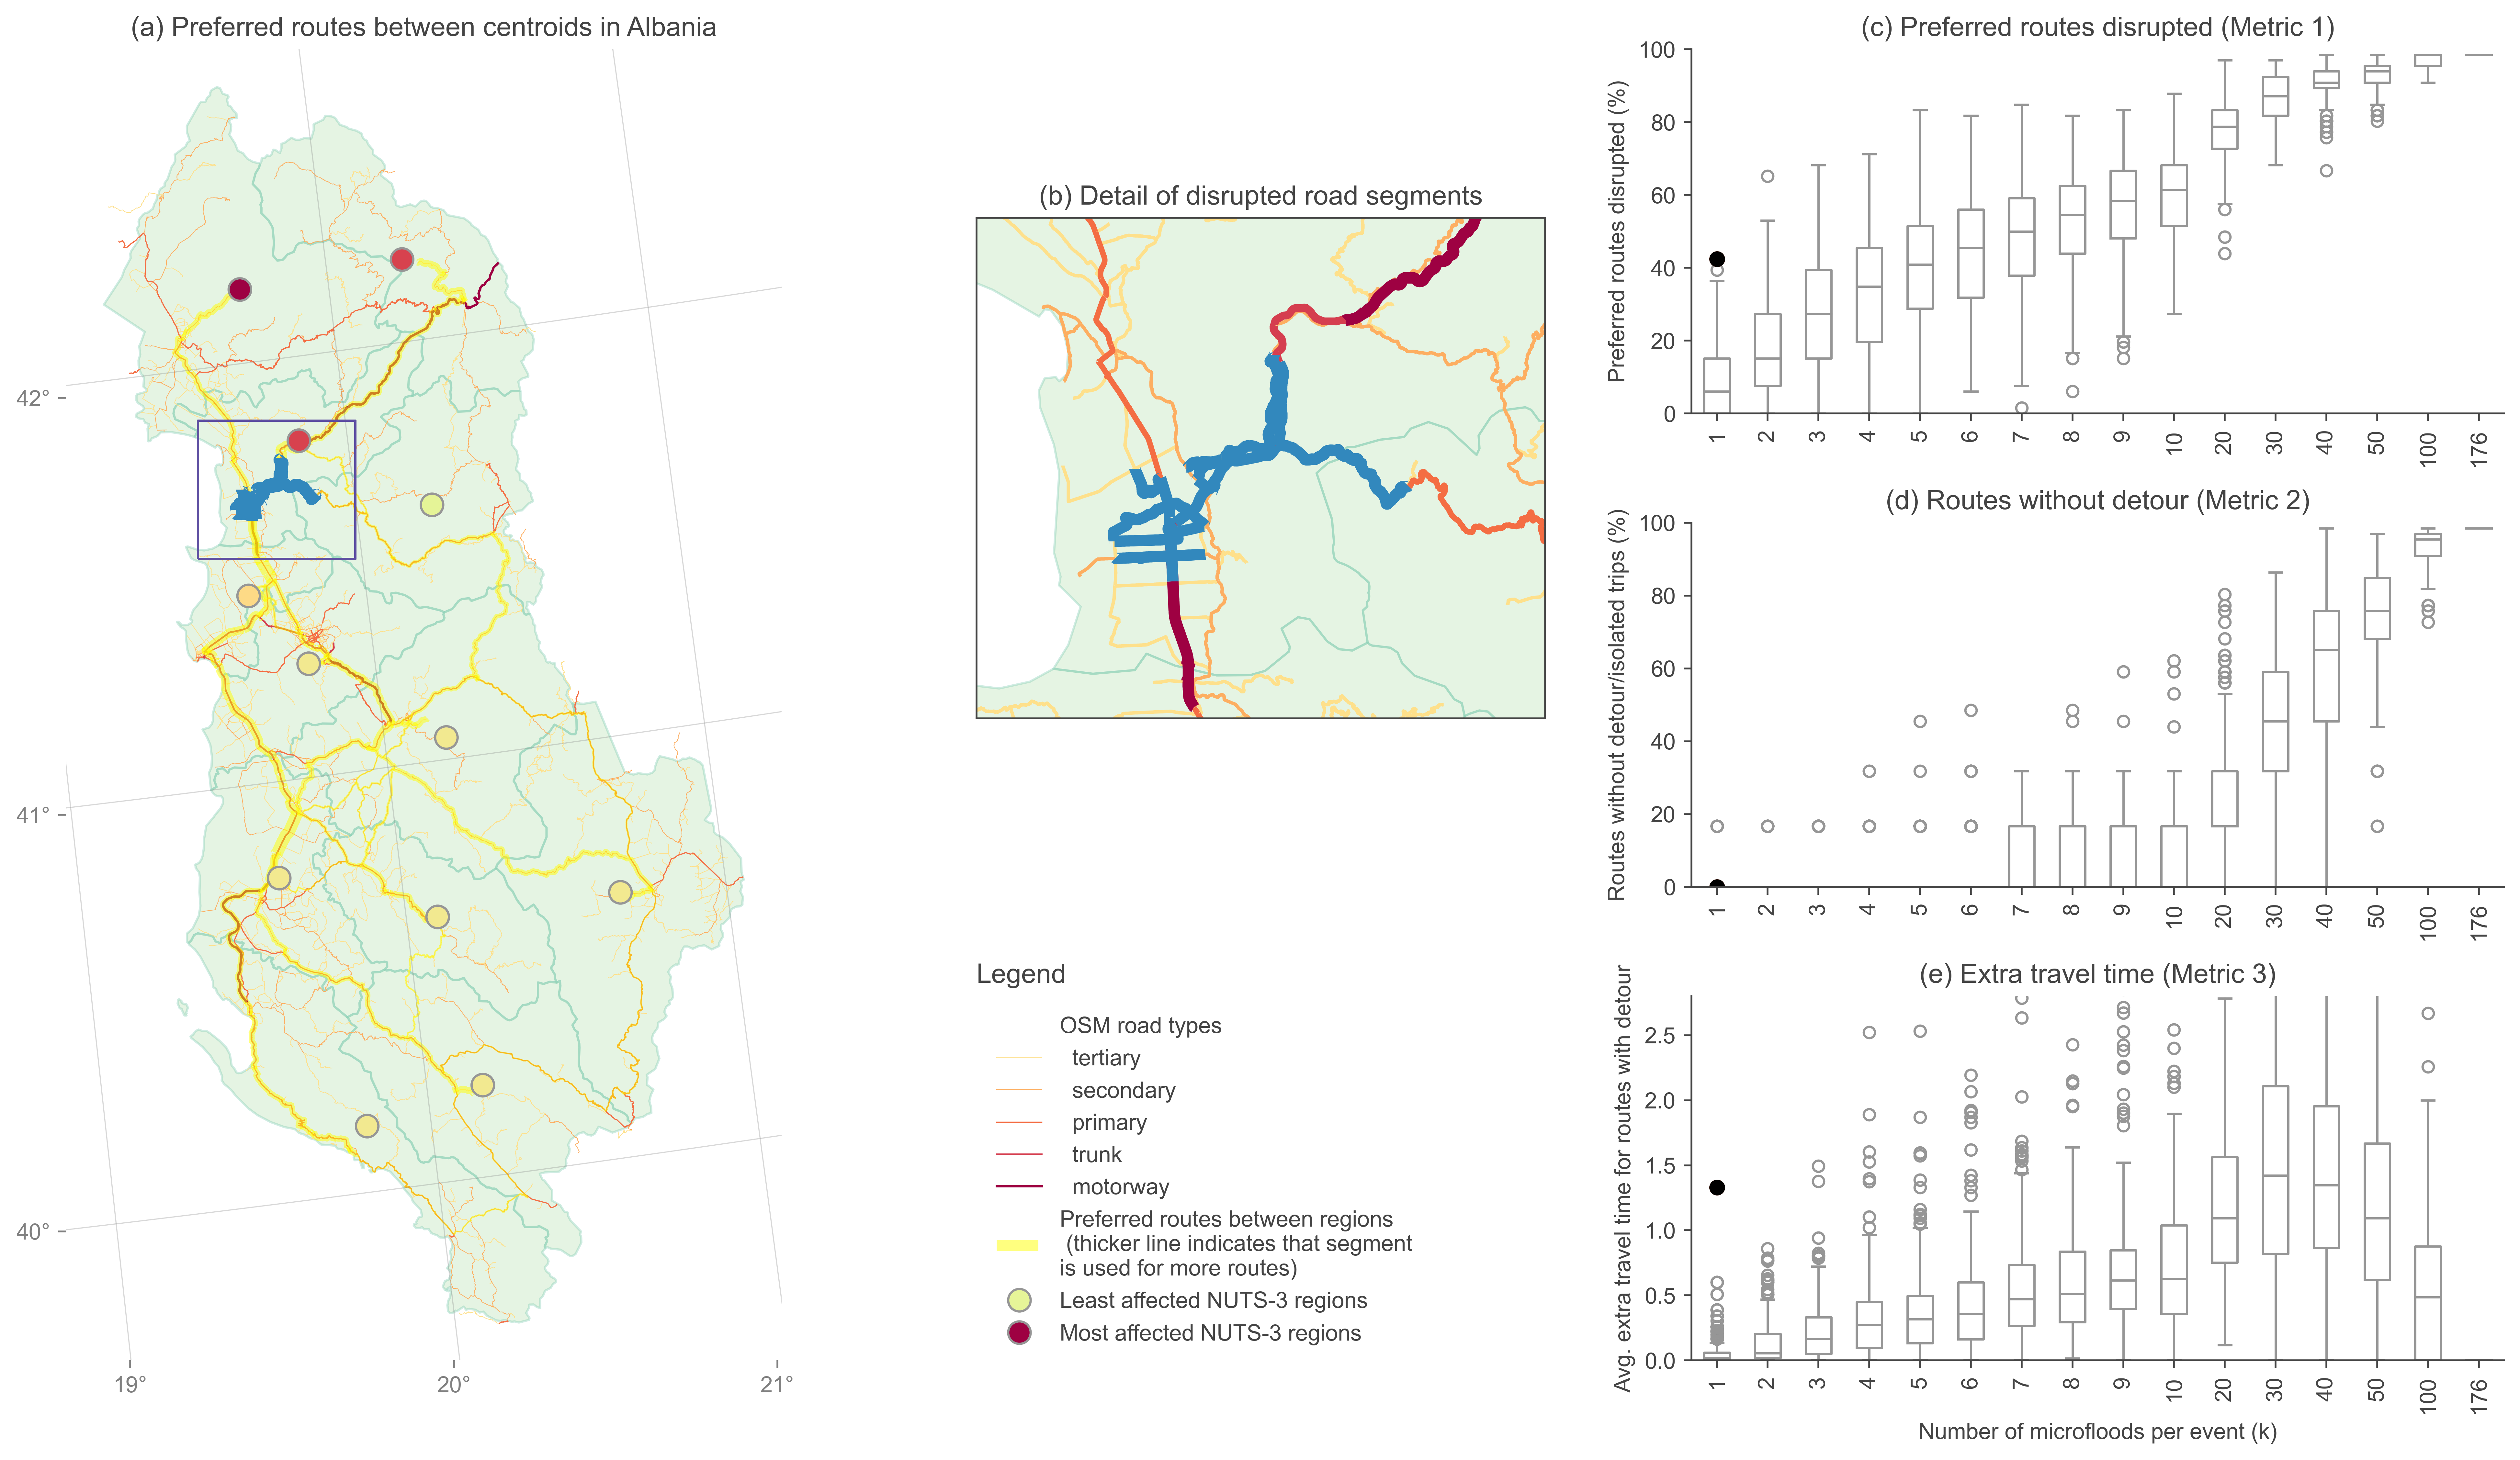 (a) Preferred routes between centroids in Albania
42°
41°
40°
19°
20°
21°
(b) Detail of disrupted road segments
Legend
OSM road types
tertiary
secondary
primary
trunk
motorway
Preferred routes between regions
(thicker line indicates that segment
is used for more routes)
Least affected NUTS-3 regions
Most affected NUTS-3 regions
(c) Preferred routes disrupted (Metric 1)
Preferred routes disrupted (%)
100
80
60
40
20
0
1 2 3 4 5 6 7 8 9 10 20 30 40 50 100 176
(d) Routes without detour (Metric 2)
Routes without detour/isolated trips (%)
100
80
60
40
20
0
1 2 3 4 5 6 7 8 9 10 20 30 40 50 100 176
(e) Extra travel time (Metric 3)
Avg. extra travel time for routes with detour
2.5
2.0
1.5
1.0
0.5
0.0
1 2 3 4 5 6 7 8 9 10 20 30 40 50 100 176
Number of microfloods per event (k)